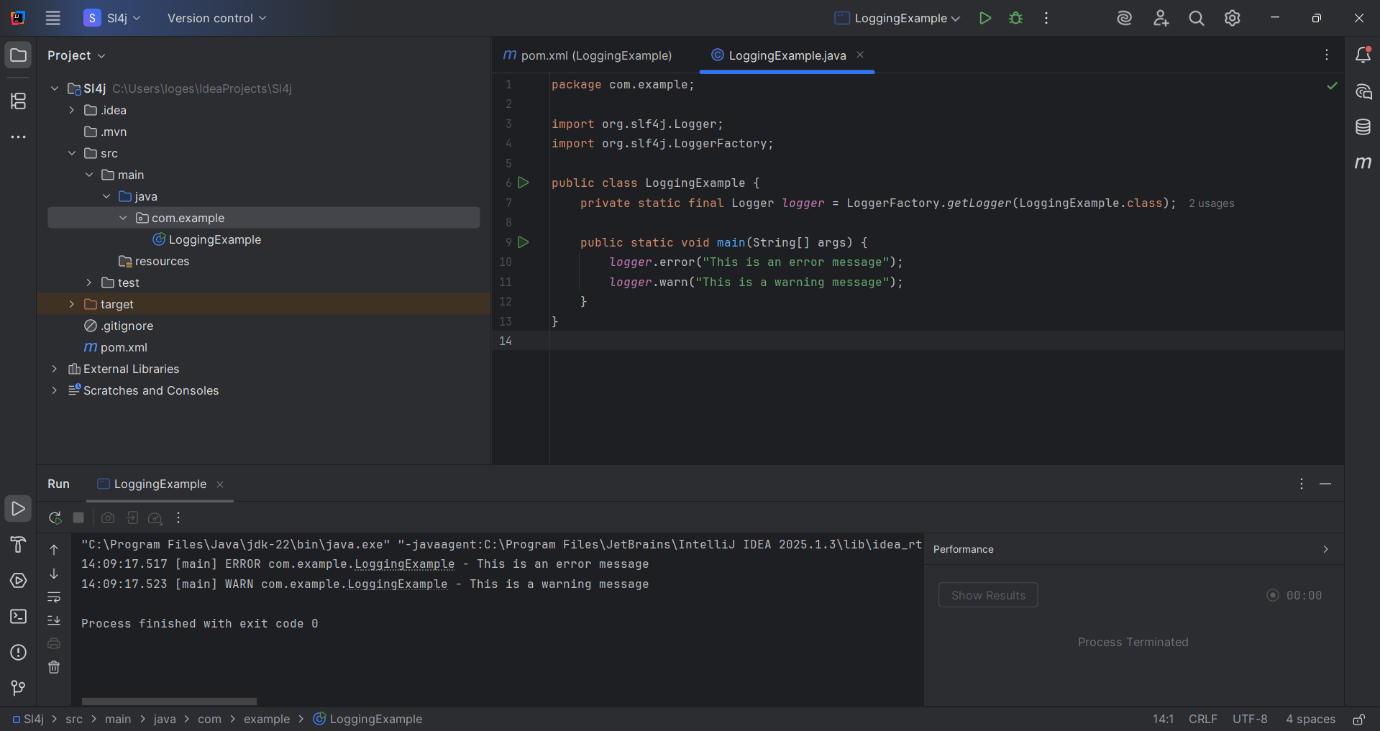 S Sl4j Version control LoggingExample
Project
pom.xml (LoggingExample) LoggingExample.java
Sl4j C:\Users\loges\IdeaProjects\Sl4j
.idea
.mvn
src
main
java
com.example
LoggingExample
resources
test
target
.gitignore
m pom.xml
External Libraries
Scratches and Consoles
1 package com.example;
2
3 import org.slf4j.Logger;
4 import org.slf4j.LoggerFactory;
5
6 public class LoggingExample {
7 private static final Logger logger = LoggerFactory.getLogger(LoggingExample.class); 2 usages
8
9 public static void main(String[] args) {
10 logger.error("This is an error message");
11 logger.warn("This is a warning message");
12 }
13 }
14
Run LoggingExample
"C:\Program Files\Java\jdk-22\bin\java.exe" "-javaagent:C:\Program Files\JetBrains\IntelliJ IDEA 2025.1.3\lib\idea_rt
14:09:17.517 [main] ERROR com.example.LoggingExample - This is an error message
14:09:17.523 [main] WARN com.example.LoggingExample - This is a warning message
Process finished with exit code 0
Performance
Show Results 00:00
Process Terminated
Sl4j > src > main > java > com > example > LoggingExample 14:1 CRLF UTF-8 4 spaces